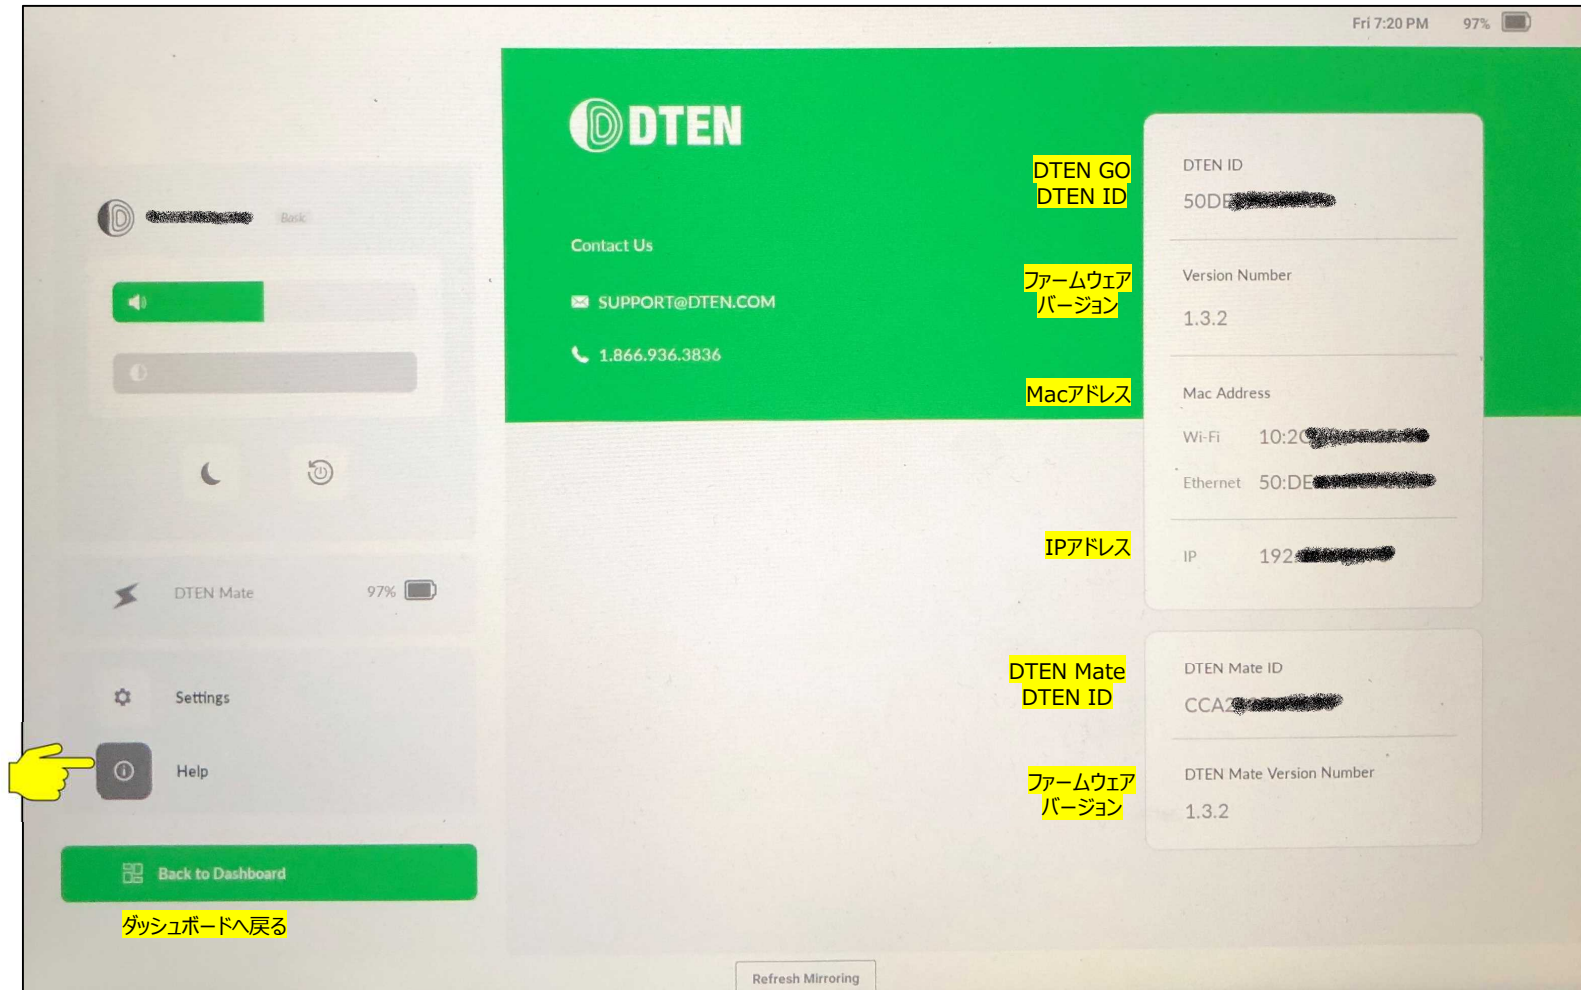 Fri 7:20 PM 97%
DTEN
Basic
Contact Us
SUPPORT@DTEN.COM
1.866.936.3836
DTEN GO
DTEN ID
DTEN ID
50DE
ファームウェア
バージョン
Version Number
1.3.2
Macアドレス
Mac Address
Wi-Fi 10:2
Ethernet 50:DE
IPアドレス
IP 192.
DTEN Mate 97%
Settings
Help
Back to Dashboard
ダッシュボードへ戻る
DTEN Mate
DTEN ID
DTEN Mate ID
CCA2
ファームウェア
バージョン
DTEN Mate Version Number
1.3.2
Refresh Mirroring